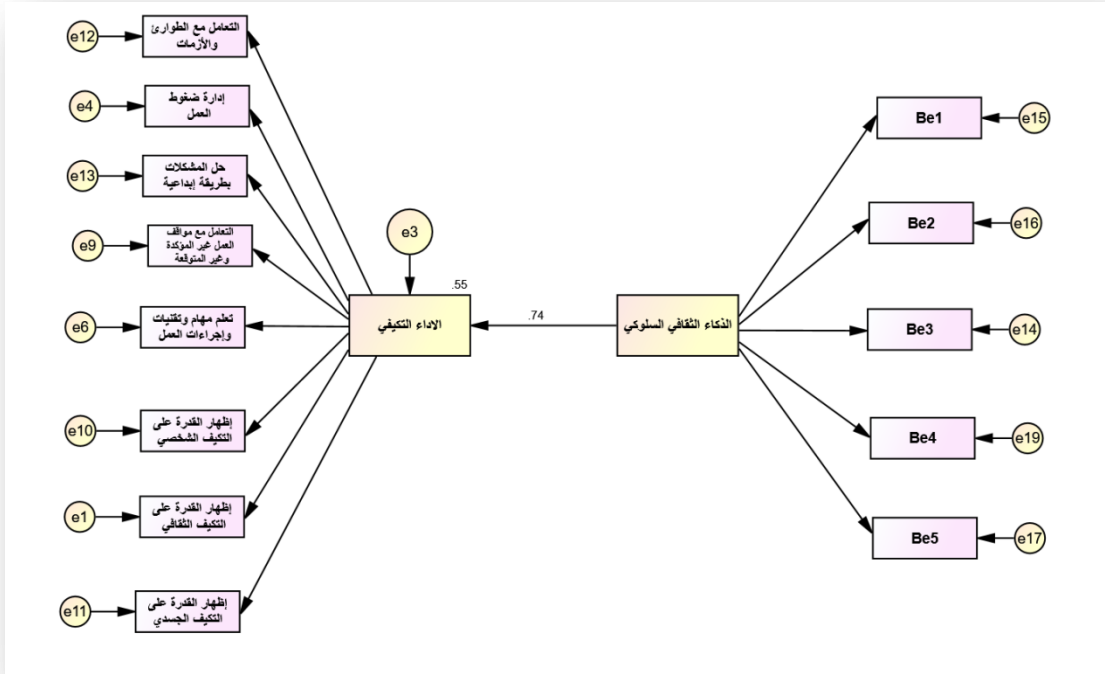 e12
التعامل مع الطوارئ
والأزمات
e4
إدارة ضغوط
العمل
e13
حل المشكلات
بطريقة إبداعية
e9
التعامل مع مواقف
العمل غير المؤكدة
وغير المتوقعة
e6
تعلم مهام وتقنيات
وإجراءات العمل
e10
إظهار القدرة على
التكيف الشخصي
e1
إظهار القدرة على
التكيف الثقافي
e11
إظهار القدرة على
التكيف الجسدي
e3
.55
الاداء التكيفي
.74
الذكاء الثقافي السلوكي
Be1
e15
Be2
e16
Be3
e14
Be4
e19
Be5
e17